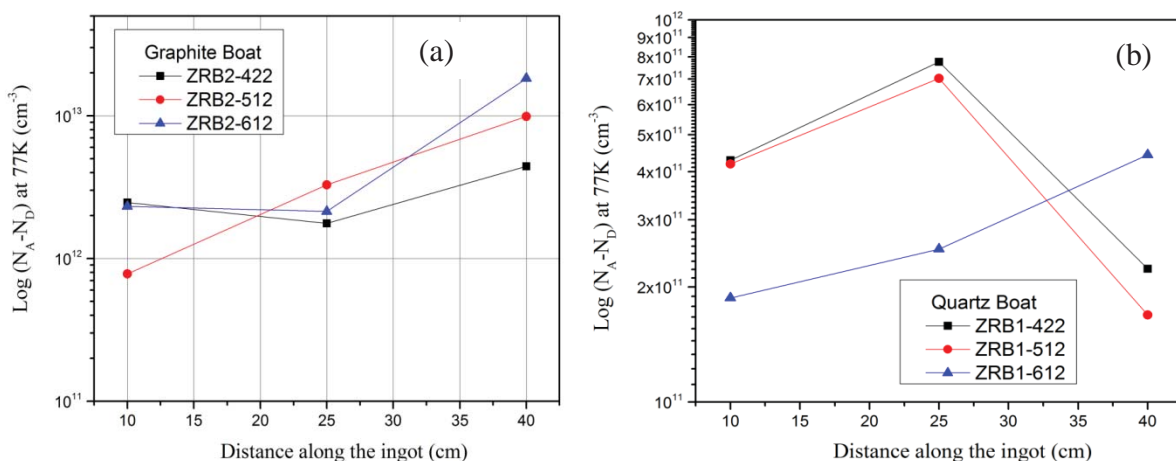 (a)
Graphite Boat
ZRB2-422
ZRB2-512
ZRB2-612
10¹³
10¹²
10¹¹
Log (N_A-N_D) at 77K (cm⁻³)
10 15 20 25 30 35 40
Distance along the ingot (cm)
(b)
10¹²
9x10¹¹
8x10¹¹
7x10¹¹
6x10¹¹
5x10¹¹
4x10¹¹
3x10¹¹
2x10¹¹
10¹¹
Log (N_A-N_D) at 77K (cm⁻³)
Quartz Boat
ZRB1-422
ZRB1-512
ZRB1-612
10 15 20 25 30 35 40
Distance along the ingot (cm)